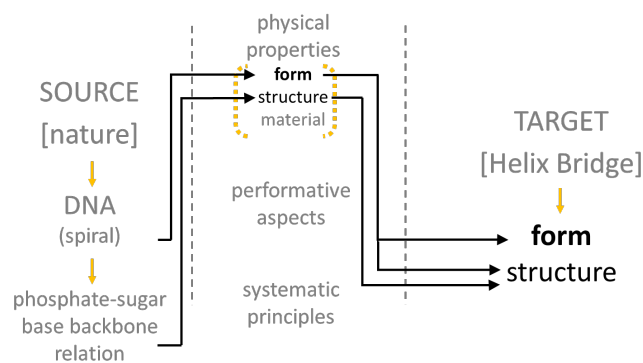 SOURCE
[nature]
DNA
(spiral)
phosphate-sugar
base backbone
relation
physical
properties
form
structure
material
performative
aspects
systematic
principles
TARGET
[Helix Bridge]
form
structure